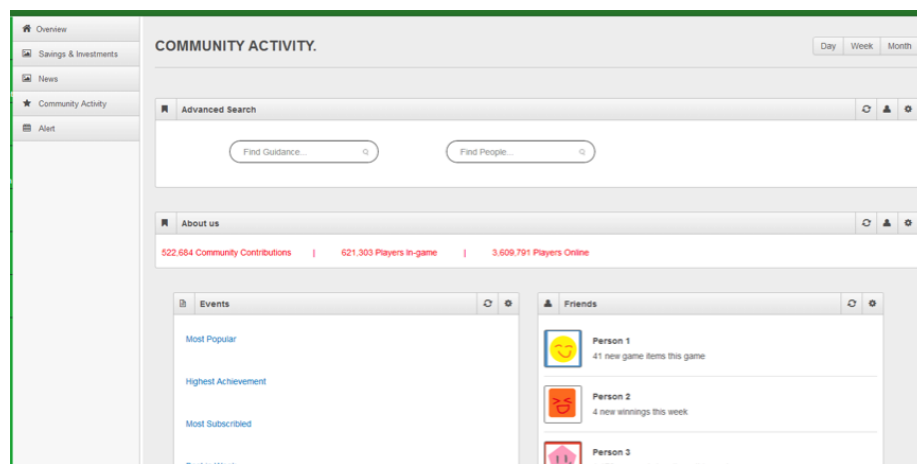 Overview
Savings & Investments
News
Community Activity
Alert
COMMUNITY ACTIVITY.
Day Week Month
Advanced Search
Find Guidance... Find People...
About us
522,684 Community Contributions | 621,303 Players In-game | 3,609,791 Players Online
Events
Most Popular
Highest Achievement
Most Subscribled
Friends
Person 1
41 new game items this game
Person 2
4 new winnings this week
Person 3